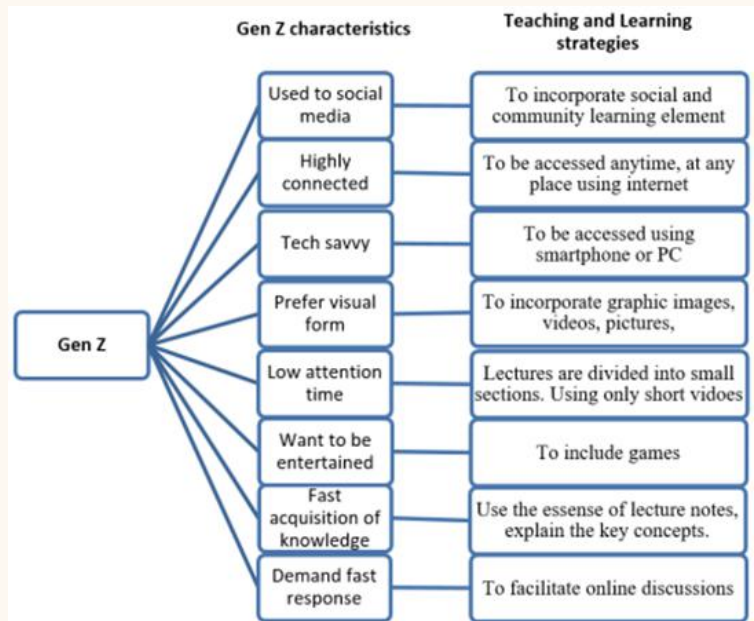 Gen Z characteristics
Teaching and Learning
strategies
Gen Z
Used to social
media
To incorporate social and
community learning element
Highly
connected
To be accessed anytime, at any
place using internet
Tech savvy
To be accessed using
smartphone or PC
Prefer visual
form
To incorporate graphic images,
videos, pictures,
Low attention
time
Lectures are divided into small
sections. Using only short vidoes
Want to be
entertained
To include games
Fast
acquisition of
knowledge
Use the essense of lecture notes,
explain the key concepts.
Demand fast
response
To facilitate online discussions